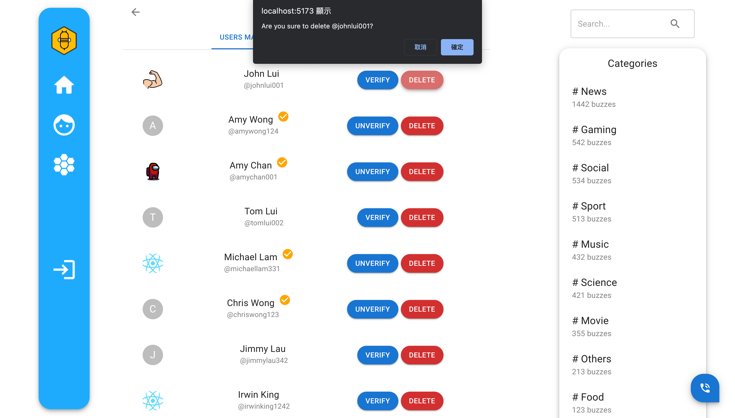 localhost:5173 顯示
Are you sure to delete @johnlui001?
取消
確定
USERS MA
John Lui
@johnlui001
VERIFY
DELETE
A
Amy Wong
@amywong124
UNVERIFY
DELETE
Amy Chan
@amychan001
UNVERIFY
DELETE
T
Tom Lui
@tomlui002
VERIFY
DELETE
Michael Lam
@michaellam331
UNVERIFY
DELETE
C
Chris Wong
@chriswong123
UNVERIFY
DELETE
J
Jimmy Lau
@jimmylau342
VERIFY
DELETE
Irwin King
@irwinking1242
VERIFY
DELETE
Search...
Categories
# News
1442 buzzes
# Gaming
542 buzzes
# Social
534 buzzes
# Sport
513 buzzes
# Music
432 buzzes
# Science
421 buzzes
# Movie
355 buzzes
# Others
213 buzzes
# Food
123 buzzes